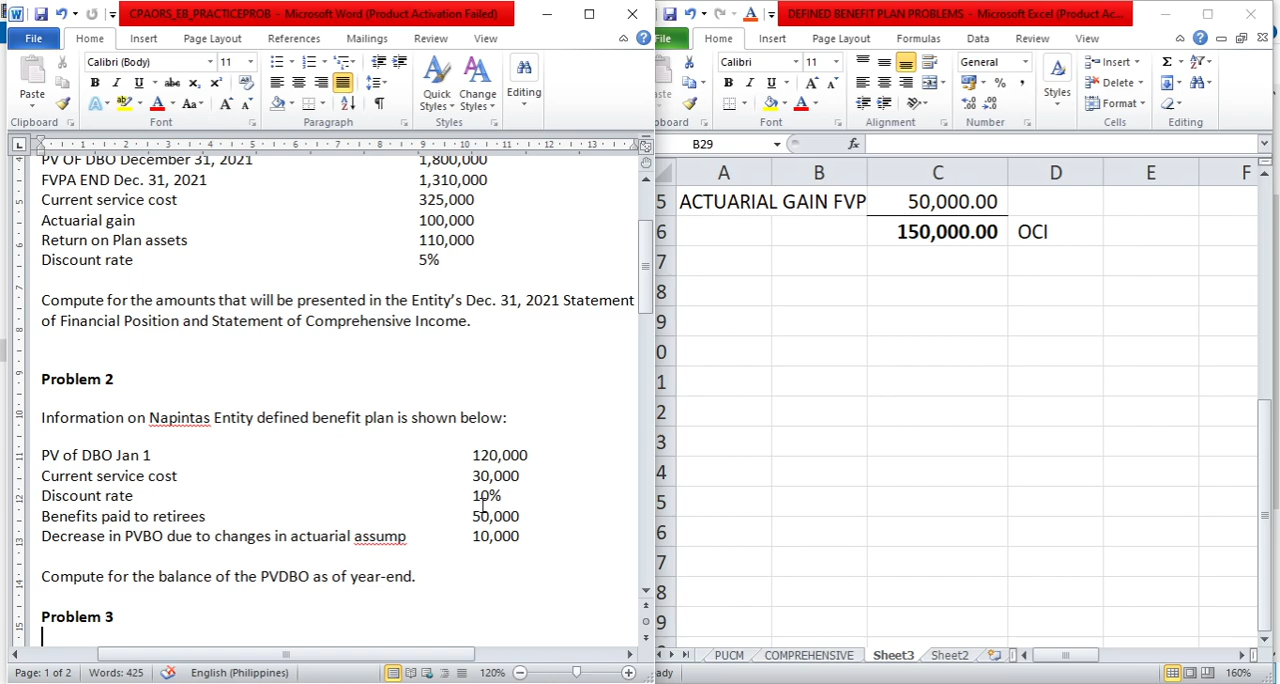 CPAORS_EB_PRACTICEPROB - Microsoft Word (Product Activation Failed)
DEFINED BENEFIT PLAN PROBLEMS - Microsoft Excel (Product Ac...
File Home Insert Page Layout References Mailings Review View
File Home Insert Page Layout Formulas Data Review View
Calibri (Body) 11
Paste
B I U abc x₂ x²
Quick Styles
Change Styles
Editing
Clipboard Font Paragraph Styles
Calibri 11
General
B I U
Styles
Insert
Delete
Format
Clipboard Font Alignment Number Cells Editing
B29
fx
PV OF DBO December 31, 2021 1,800,000
FVPA END Dec. 31, 2021 1,310,000
Current service cost 325,000
Actuarial gain 100,000
Return on Plan assets 110,000
Discount rate 5%
Compute for the amounts that will be presented in the Entity's Dec. 31, 2021 Statement
of Financial Position and Statement of Comprehensive Income.
Problem 2
Information on Napintas Entity defined benefit plan is shown below:
PV of DBO Jan 1 120,000
Current service cost 30,000
Discount rate 10%
Benefits paid to retirees 50,000
Decrease in PVBO due to changes in actuarial assump 10,000
Compute for the balance of the PVDBO as of year-end.
Problem 3
A B C D E F
5 ACTUARIAL GAIN FVP 50,000.00
6 150,000.00 OCI
7
8
9
0
1
2
3
4
5
6
7
8
9
PUCM COMPREHENSIVE Sheet3 Sheet2
Page: 1 of 2 Words: 425 English (Philippines) 120%
eady 160%